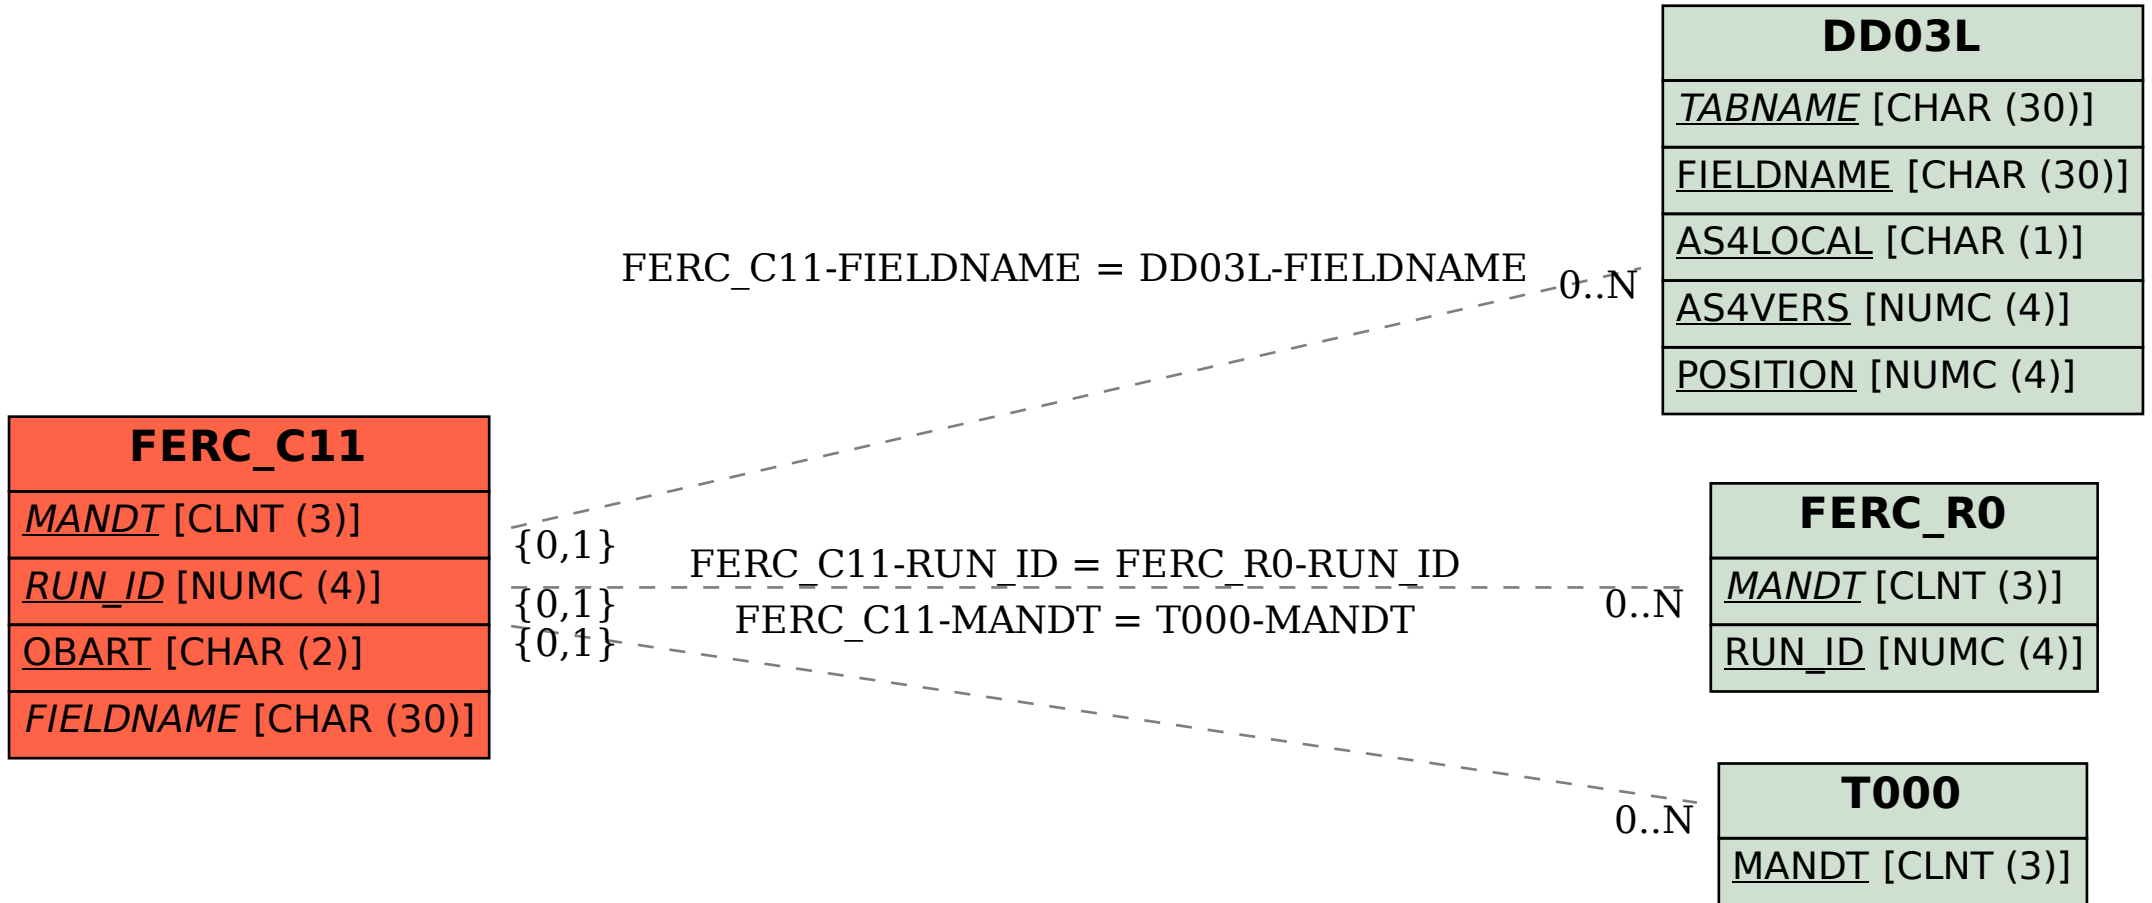 DD03L
TABNAME [CHAR (30)]
FIELDNAME [CHAR (30)]
AS4LOCAL [CHAR (1)]
AS4VERS [NUMC (4)]
POSITION [NUMC (4)]
FERC_C11-FIELDNAME = DD03L-FIELDNAME
0..N
FERC_C11
MANDT [CLNT (3)]
RUN_ID [NUMC (4)]
OBART [CHAR (2)]
FIELDNAME [CHAR (30)]
{0,1}
FERC_C11-RUN_ID = FERC_R0-RUN_ID
{0,1}
0..N
FERC_C11-MANDT = T000-MANDT
{0,1}
0..N
FERC_R0
MANDT [CLNT (3)]
RUN_ID [NUMC (4)]
T000
MANDT [CLNT (3)]